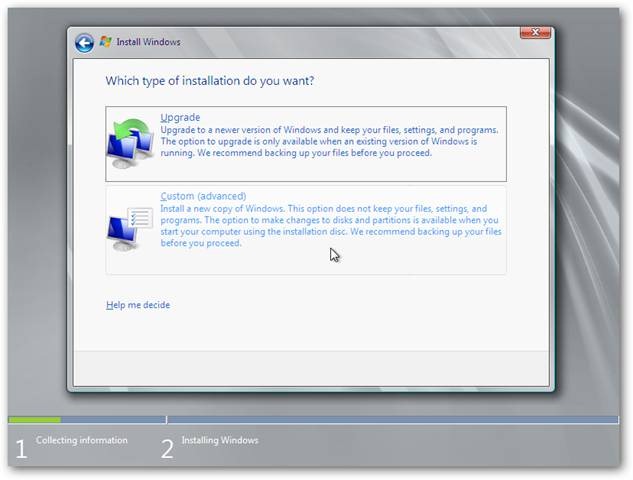 Install Windows
Which type of installation do you want?
Upgrade
Upgrade to a newer version of Windows and keep your files, settings, and programs.
The option to upgrade is only available when an existing version of Windows is
running. We recommend backing up your files before you proceed.
Custom (advanced)
Install a new copy of Windows. This option does not keep your files, settings, and
programs. The option to make changes to disks and partitions is available when you
start your computer using the installation disc. We recommend backing up your files
before you proceed.
Help me decide
1 Collecting information
2 Installing Windows